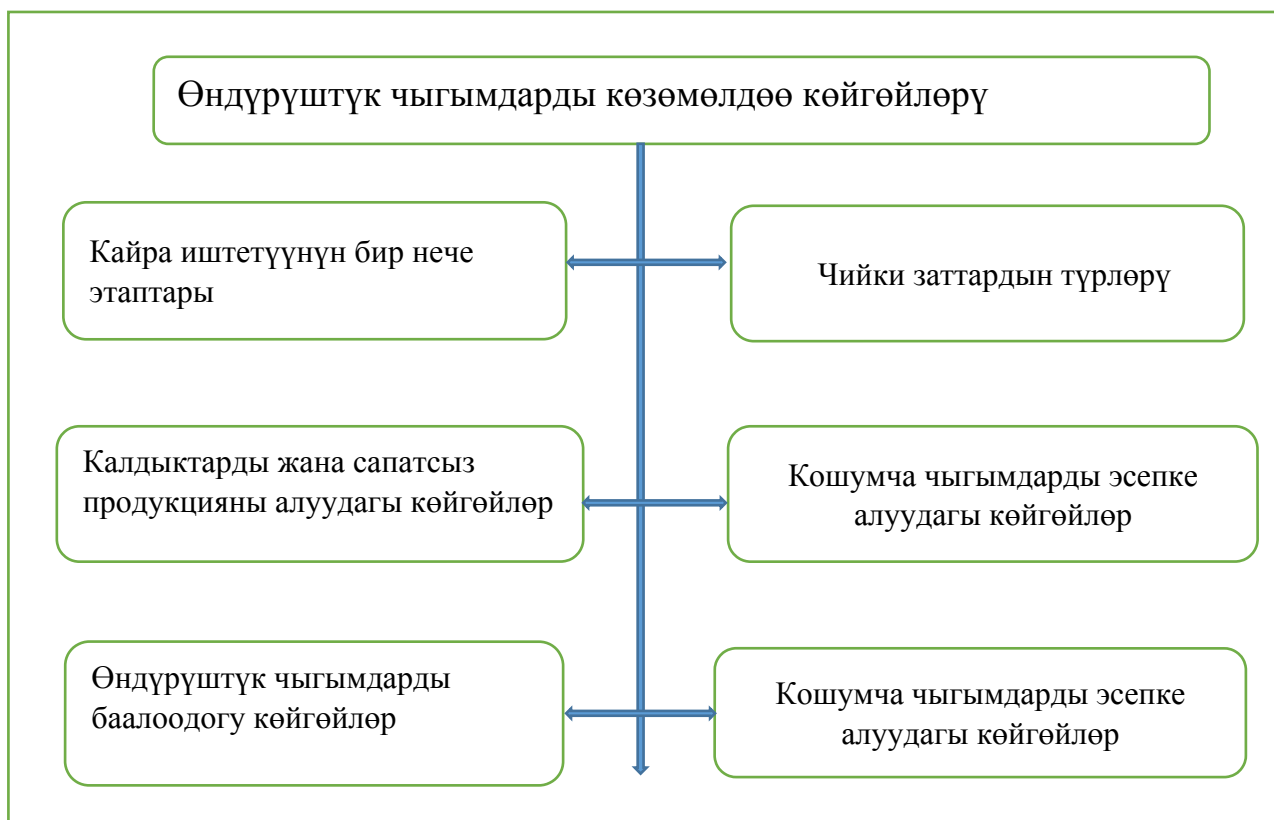 Өндүрүштүк чыгымдарды көзөмөлдөө көйгөйлөрү
Кайра иштетүүнүн бир нече
этаптары
Чийки заттардын түрлөрү
Калдыктарды жана сапатсыз
продукцияны алуудагы көйгөйлөр
Кошумча чыгымдарды эсепке
алуудагы көйгөйлөр
Өндүрүштүк чыгымдарды
баалоодогу көйгөйлөр
Кошумча чыгымдарды эсепке
алуудагы көйгөйлөр